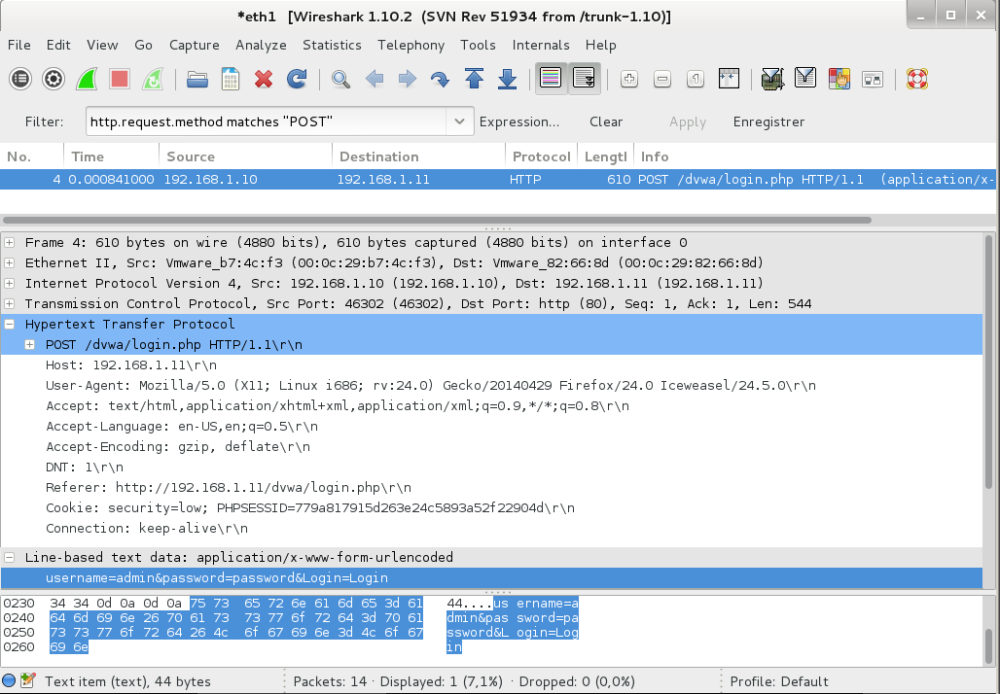 *eth1   [Wireshark 1.10.2  (SVN Rev 51934 from /trunk-1.10)]
File Edit View Go Capture Analyze Statistics Telephony Tools Internals Help
Filter: http.request.method matches "POST" Expression... Clear Apply Enregistrer
No. Time Source Destination Protocol Lengtl Info
4 0.000841000 192.168.1.10 192.168.1.11 HTTP 610 POST /dvwa/login.php HTTP/1.1  (application/x-
Frame 4: 610 bytes on wire (4880 bits), 610 bytes captured (4880 bits) on interface 0
Ethernet II, Src: Vmware_b7:4c:f3 (00:0c:29:b7:4c:f3), Dst: Vmware_82:66:8d (00:0c:29:82:66:8d)
Internet Protocol Version 4, Src: 192.168.1.10 (192.168.1.10), Dst: 192.168.1.11 (192.168.1.11)
Transmission Control Protocol, Src Port: 46302 (46302), Dst Port: http (80), Seq: 1, Ack: 1, Len: 544
Hypertext Transfer Protocol
POST /dvwa/login.php HTTP/1.1\r\n
Host: 192.168.1.11\r\n
User-Agent: Mozilla/5.0 (X11; Linux i686; rv:24.0) Gecko/20140429 Firefox/24.0 Iceweasel/24.5.0\r\n
Accept: text/html,application/xhtml+xml,application/xml;q=0.9,*/*;q=0.8\r\n
Accept-Language: en-US,en;q=0.5\r\n
Accept-Encoding: gzip, deflate\r\n
DNT: 1\r\n
Referer: http://192.168.1.11/dvwa/login.php\r\n
Cookie: security=low; PHPSESSID=779a817915d263e24c5893a52f22904d\r\n
Connection: keep-alive\r\n
Line-based text data: application/x-www-form-urlencoded
username=admin&password=password&Login=Login
0230 34 34 0d 0a 0d 0a 75 73 65 72 6e 61 6d 65 3d 61 44....us ername=a
0240 64 6d 69 6e 26 70 61 73 73 77 6f 72 64 3d 70 61 dmin&pas sword=pa
0250 73 73 77 6f 72 64 26 4c 6f 67 69 6e 3d 4c 6f 67 ssword&L ogin=Log
0260 69 6e in
Text item (text), 44 bytes Packets: 14 · Displayed: 1 (7,1%) · Dropped: 0 (0,0%) Profile: Default